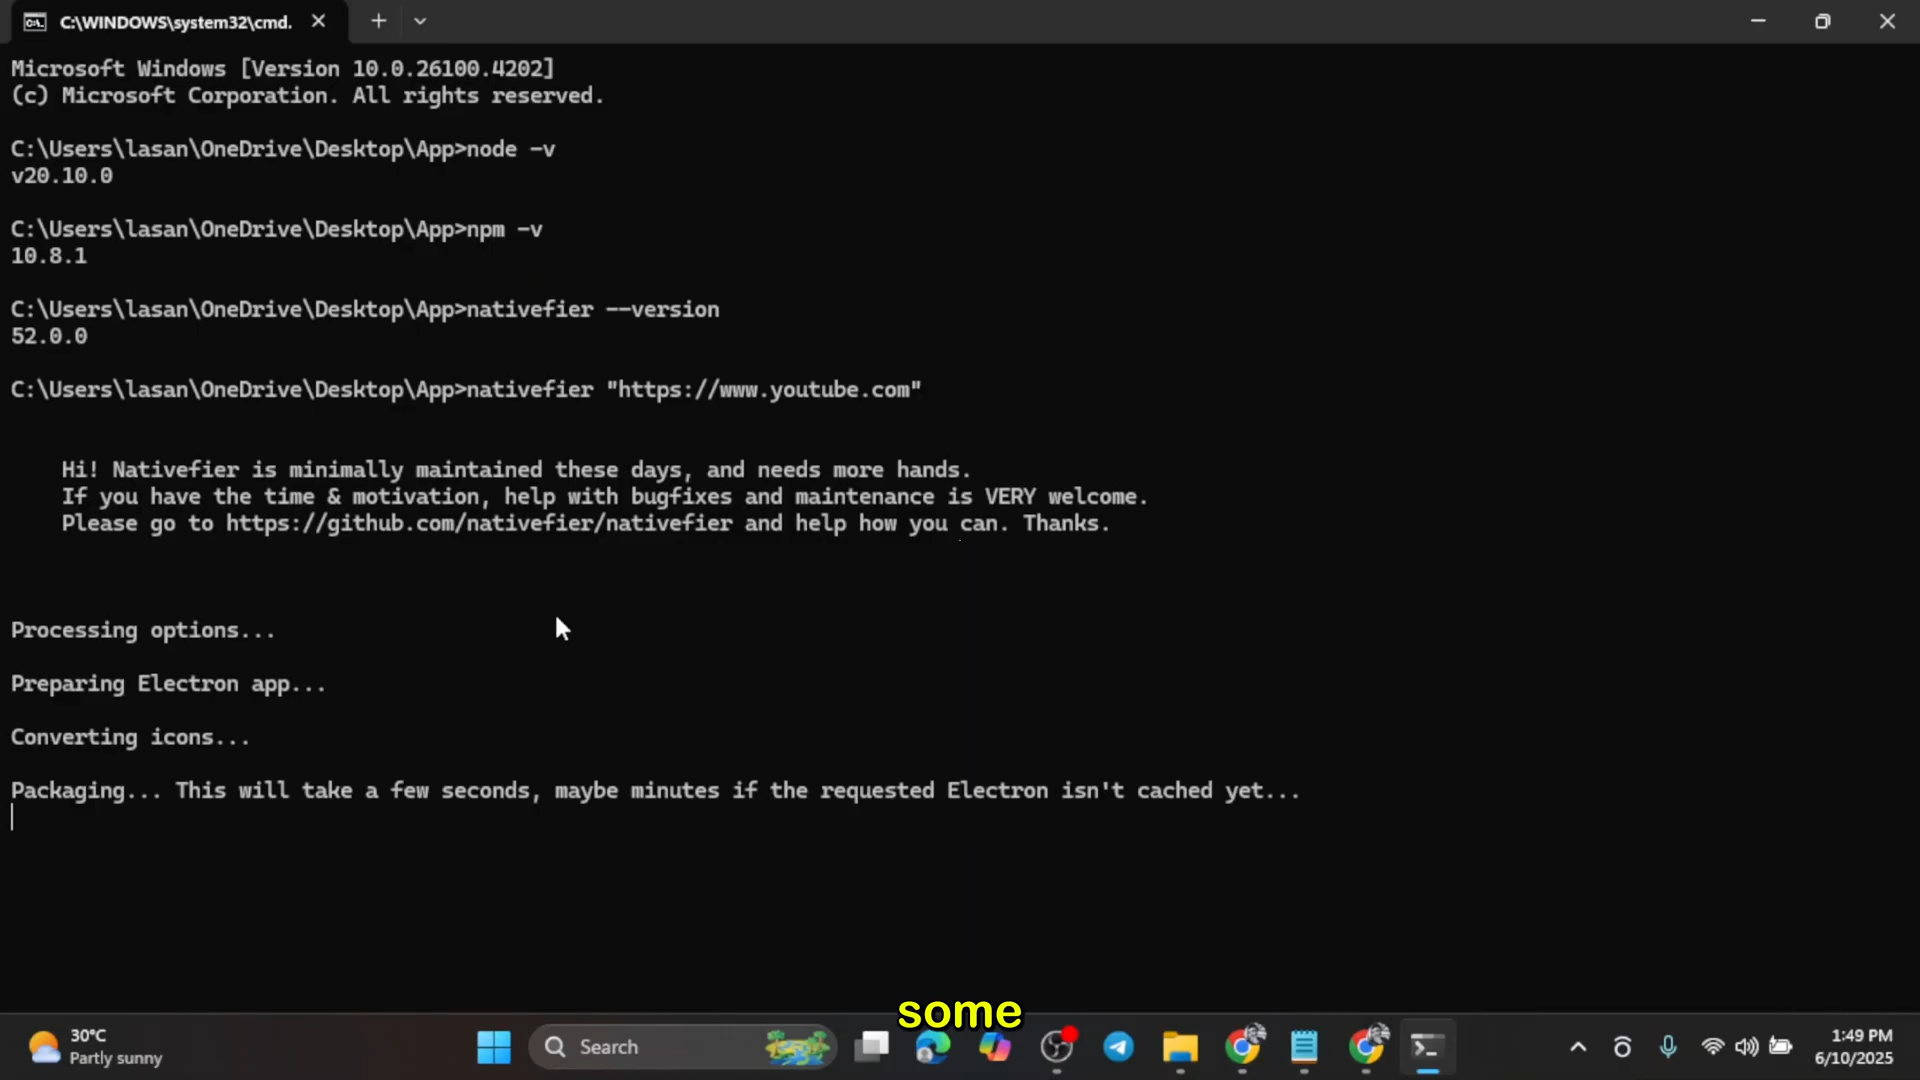 C:\WINDOWS\system32\cmd.
Microsoft Windows [Version 10.0.26100.4202]
(c) Microsoft Corporation. All rights reserved.
C:\Users\lasan\OneDrive\Desktop\App>node -v
v20.10.0
C:\Users\lasan\OneDrive\Desktop\App>npm -v
10.8.1
C:\Users\lasan\OneDrive\Desktop\App>nativefier --version
52.0.0
C:\Users\lasan\OneDrive\Desktop\App>nativefier "https://www.youtube.com"
Hi! Nativefier is minimally maintained these days, and needs more hands.
If you have the time & motivation, help with bugfixes and maintenance is VERY welcome.
Please go to https://github.com/nativefier/nativefier and help how you can. Thanks.
Processing options...
Preparing Electron app...
Converting icons...
Packaging... This will take a few seconds, maybe minutes if the requested Electron isn't cached yet...
some
30°C
Partly sunny
Search
1:49 PM
6/10/2025